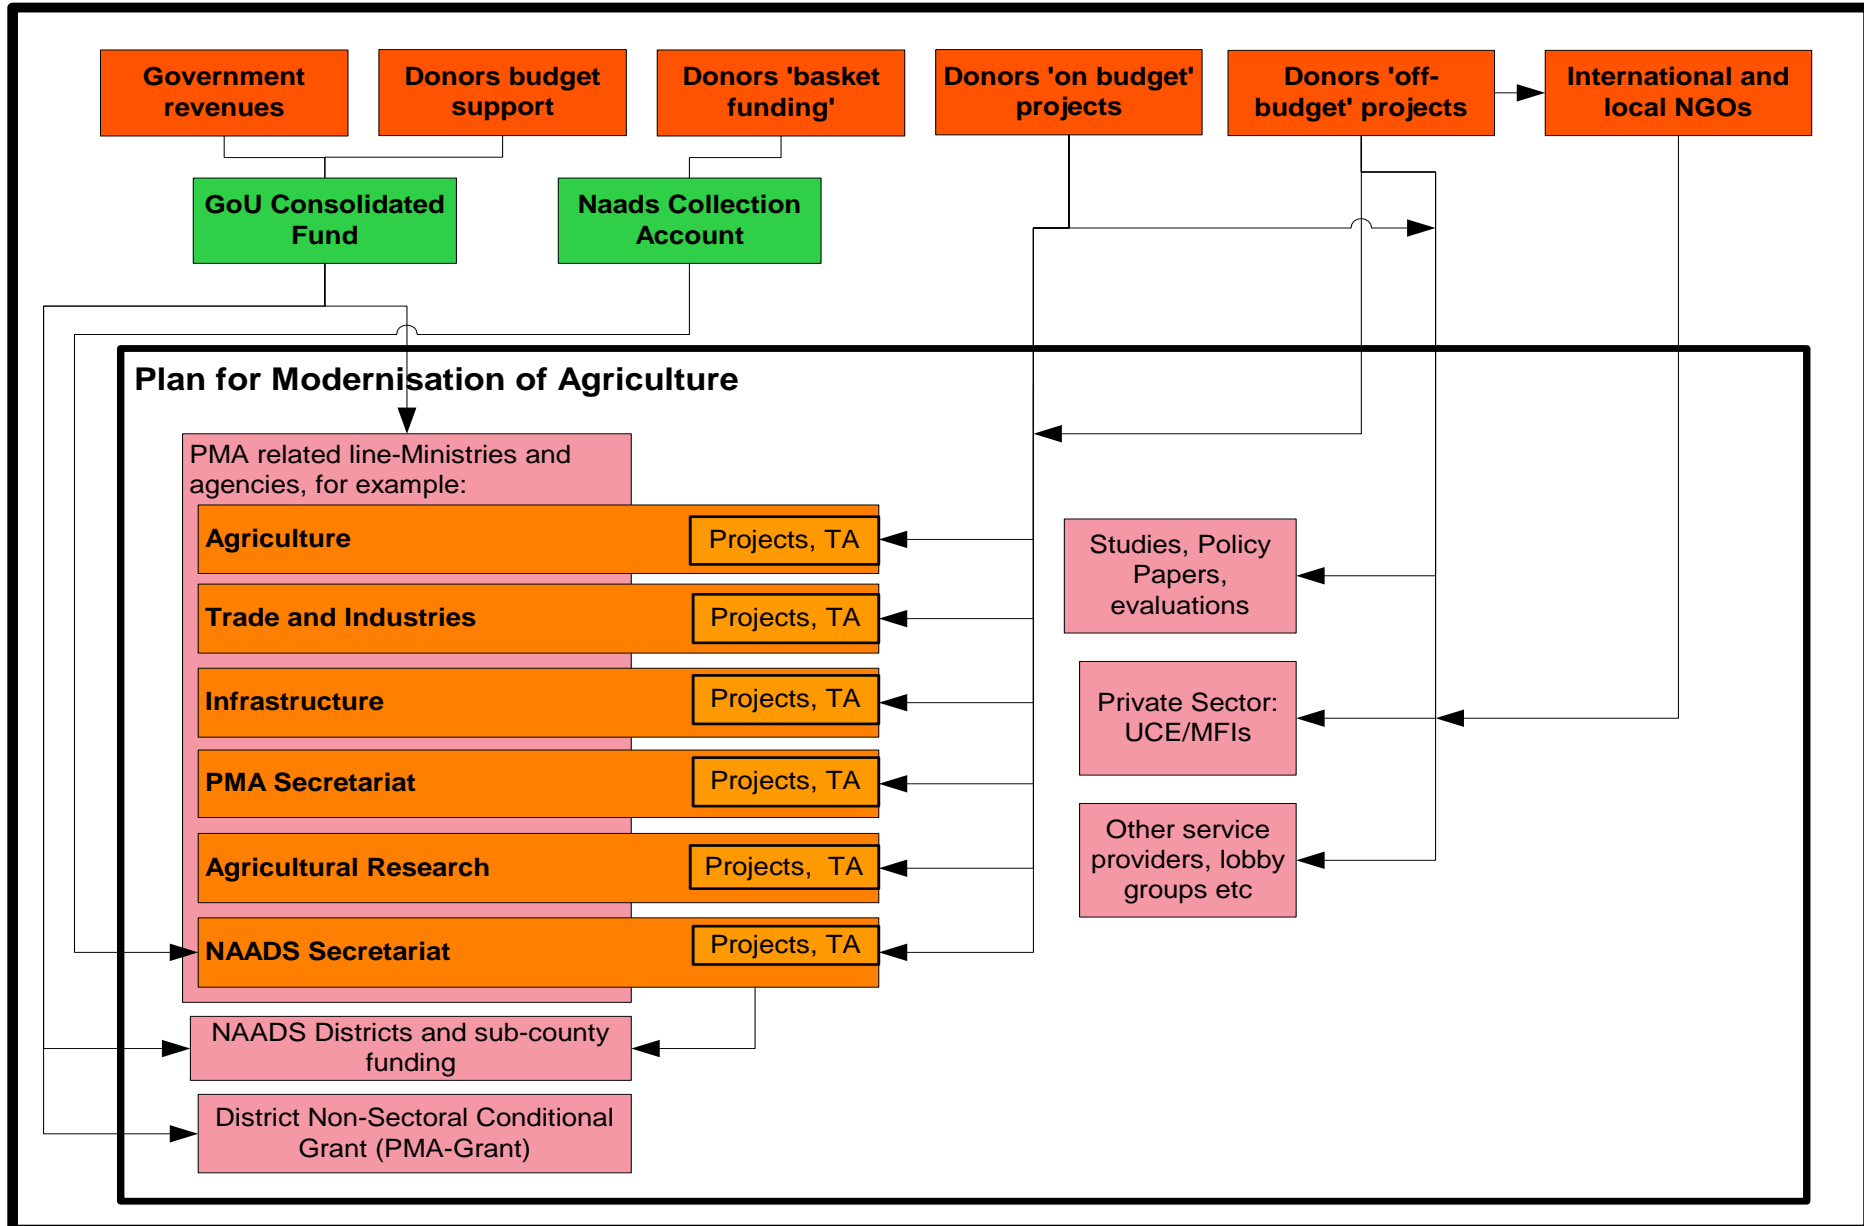 Government
revenues
Donors budget
support
Donors 'basket
funding'
Donors 'on budget'
projects
Donors 'off-
budget' projects
International and
local NGOs
GoU Consolidated
Fund
Naads Collection
Account
Plan for Modernisation of Agriculture
PMA related line-Ministries and
agencies, for example:
Agriculture
Projects, TA
Trade and Industries
Projects, TA
Infrastructure
Projects, TA
PMA Secretariat
Projects, TA
Agricultural Research
Projects, TA
NAADS Secretariat
Projects, TA
Studies, Policy
Papers,
evaluations
Private Sector:
UCE/MFIs
Other service
providers, lobby
groups etc
NAADS Districts and sub-county
funding
District Non-Sectoral Conditional
Grant (PMA-Grant)